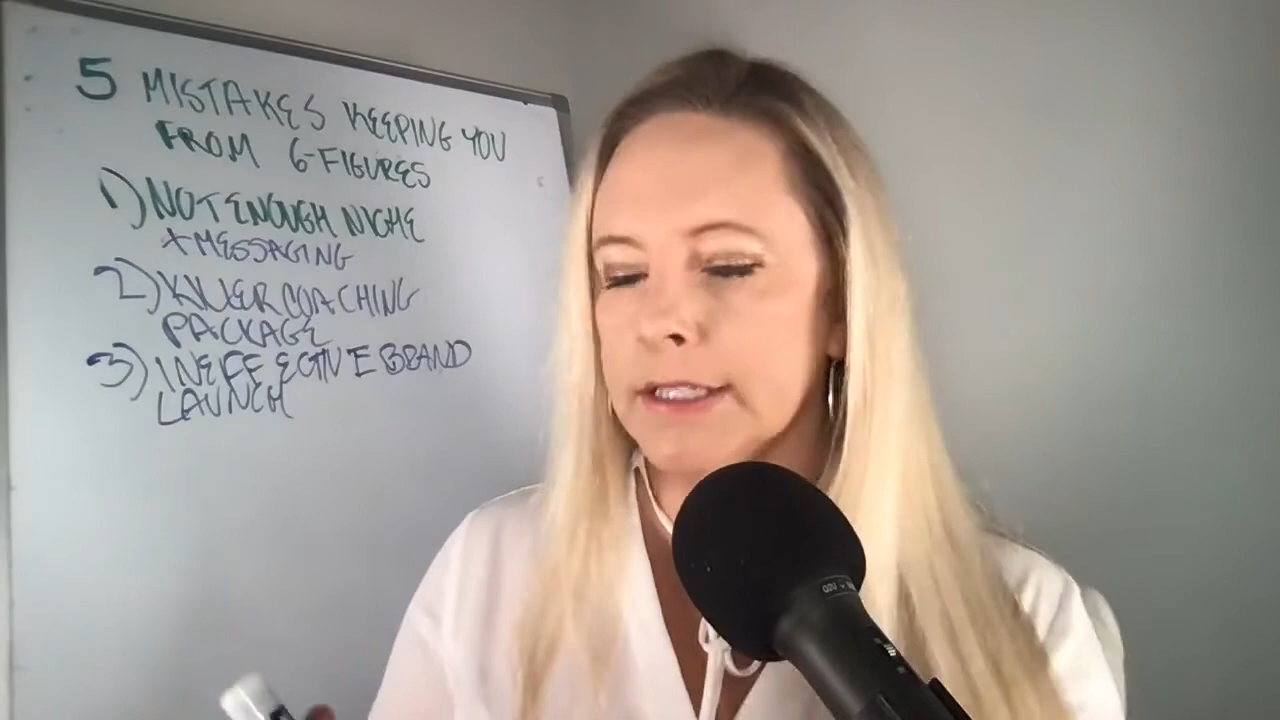 5 MISTAKES KEEPING YOU
FROM 6-FIGURES
1) NOT ENOUGH NICHE
+ MESSAGING
2) KILLER COACHING
PACKAGE
3) INEFFECTIVE BRAND
LAUNCH